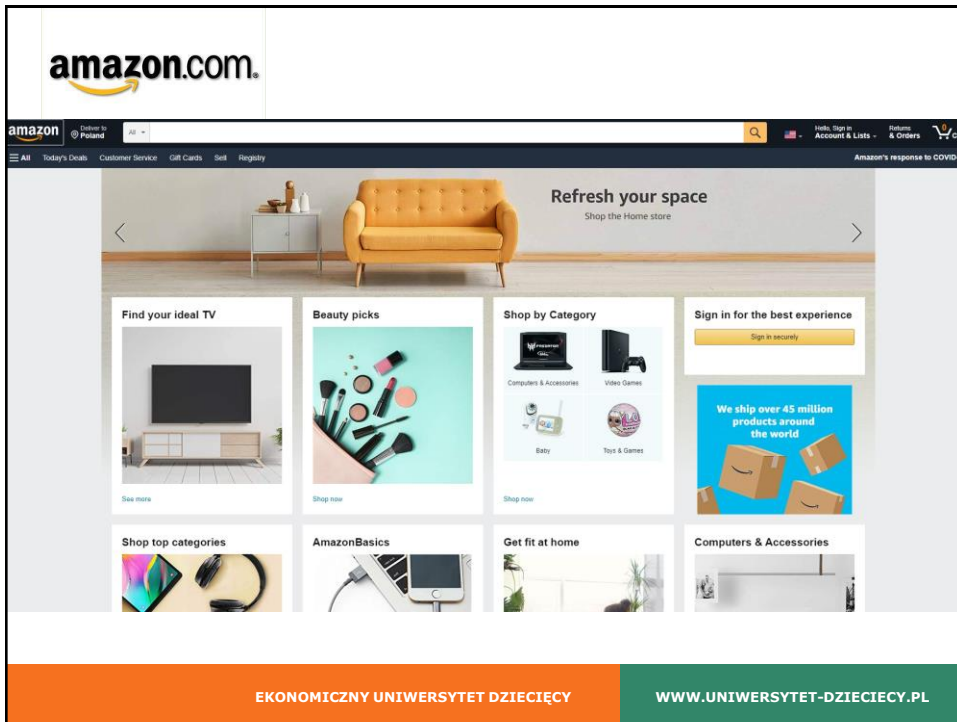 amazon.com.
amazon
Deliver to
Poland
All
Hello, Sign in
Account & Lists
Returns
& Orders
0
All
Today's Deals
Customer Service
Gift Cards
Sell
Registry
Amazon's response to COVID
Refresh your space
Shop the Home store
Find your ideal TV
See more
Beauty picks
Shop now
Shop by Category
PREDATOR
Computers & Accessories
Video Games
Baby
Toys & Games
Shop now
Sign in for the best experience
Sign in securely
We ship over 45 million
products around
the world
Shop top categories
AmazonBasics
Get fit at home
Computers & Accessories
EKONOMICZNY UNIWERSYTET DZIECIĘCY
WWW.UNIWERSYTET-DZIECIECY.PL